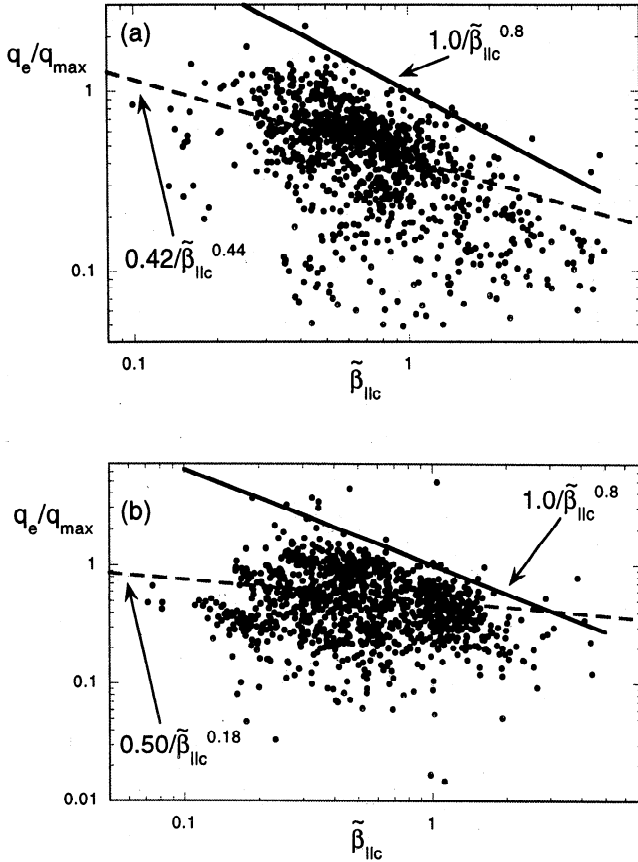 (a)
q_e/q_max
1.0/β̃_llc^0.8
1
0.42/β̃_llc^0.44
0.1
0.1 1
β̃_llc
(b)
q_e/q_max
1.0/β̃_llc^0.8
1
0.1
0.50/β̃_llc^0.18
0.01
0.1 1
β̃_llc